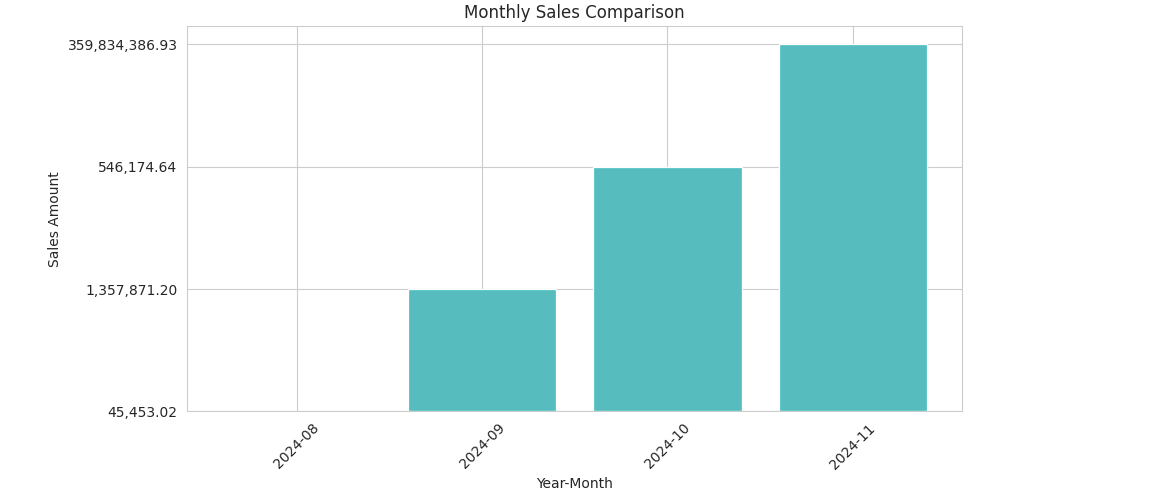 Monthly Sales Comparison
359,834,386.93
546,174.64
1,357,871.20
45,453.02
Sales Amount
2024-08
2024-09
2024-10
2024-11
Year-Month